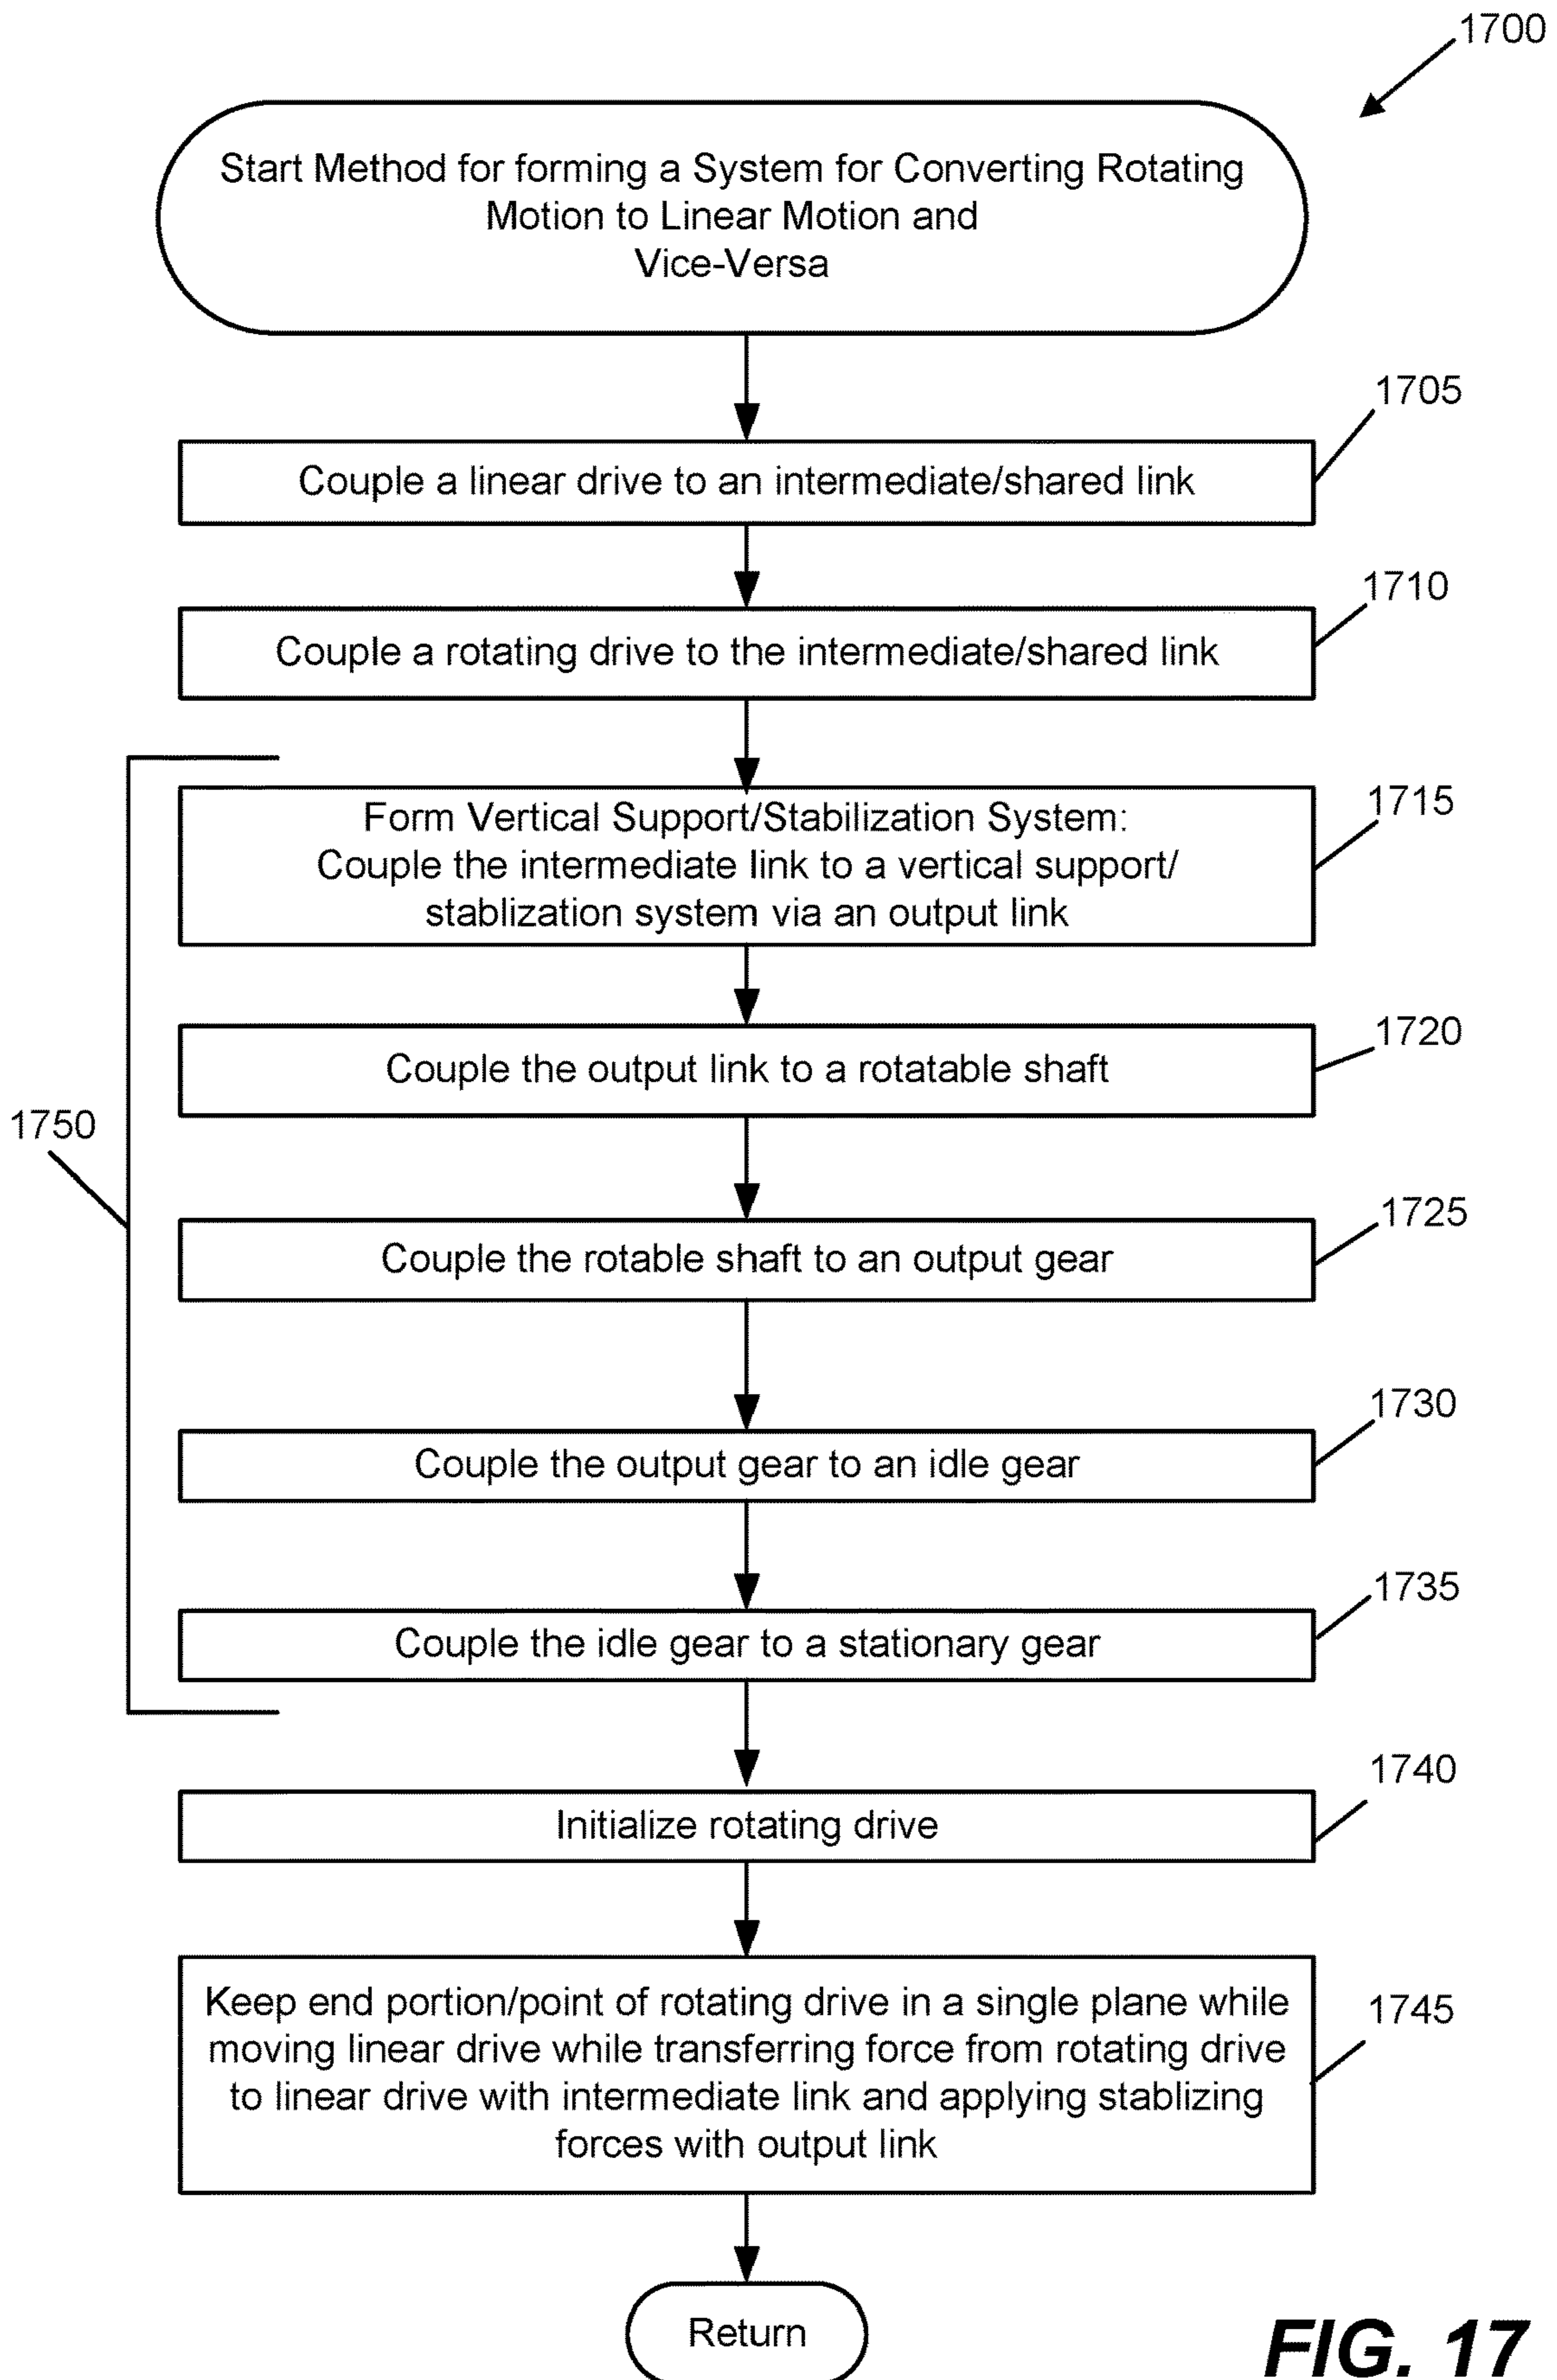 1700
Start Method for forming a System for Converting Rotating
Motion to Linear Motion and
Vice-Versa
1705
Couple a linear drive to an intermediate/shared link
1710
Couple a rotating drive to the intermediate/shared link
1715
Form Vertical Support/Stabilization System:
Couple the intermediate link to a vertical support/
stablization system via an output link
1720
Couple the output link to a rotatable shaft
1750
1725
Couple the rotable shaft to an output gear
1730
Couple the output gear to an idle gear
1735
Couple the idle gear to a stationary gear
1740
Initialize rotating drive
1745
Keep end portion/point of rotating drive in a single plane while
moving linear drive while transferring force from rotating drive
to linear drive with intermediate link and applying stablizing
forces with output link
Return
FIG. 17